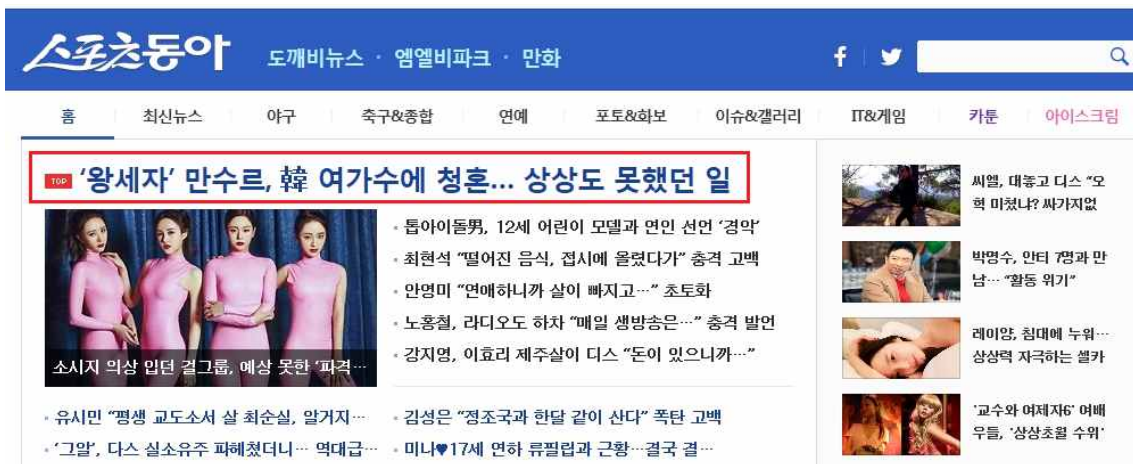 스포츠동아
도깨비뉴스 · 엠엘비파크 · 만화
홈 최신뉴스 야구 축구&종합 연예 포토&화보 이슈&갤러리 IT&게임 카툰 아이스크림
TOP '왕세자' 만수르, 韓 여가수에 청혼... 상상도 못했던 일
소시지 의상 입던 걸그룹, 예상 못한 '파격…
톱아이돌男, 12세 어린이 모델과 연인 선언 '경악'
최현석 "떨어진 음식, 접시에 올렸다가" 충격 고백
안영미 "연애하니까 살이 빠지고…" 초토화
노홍철, 라디오도 하차 "매일 생방송은…" 충격 발언
강지영, 이효리 제주살이 디스 "돈이 있으니까…"
유시민 "평생 교도소서 살 최순실, 알거지…
'그알', 다스 실소유주 파헤쳤더니… 역대급…
김성은 "정조국과 한달 같이 산다" 폭탄 고백
미나♥17세 연하 류필립과 근황…결국 결…
씨엘, 대놓고 디스 "오
혁 미쳤냐? 싸가지없
박명수, 안티 7명과 만
남… "활동 위기"
레이양, 침대에 누워…
상상력 자극하는 셀카
'교수와 여제자6' 여배
우들, '상상초월 수위'